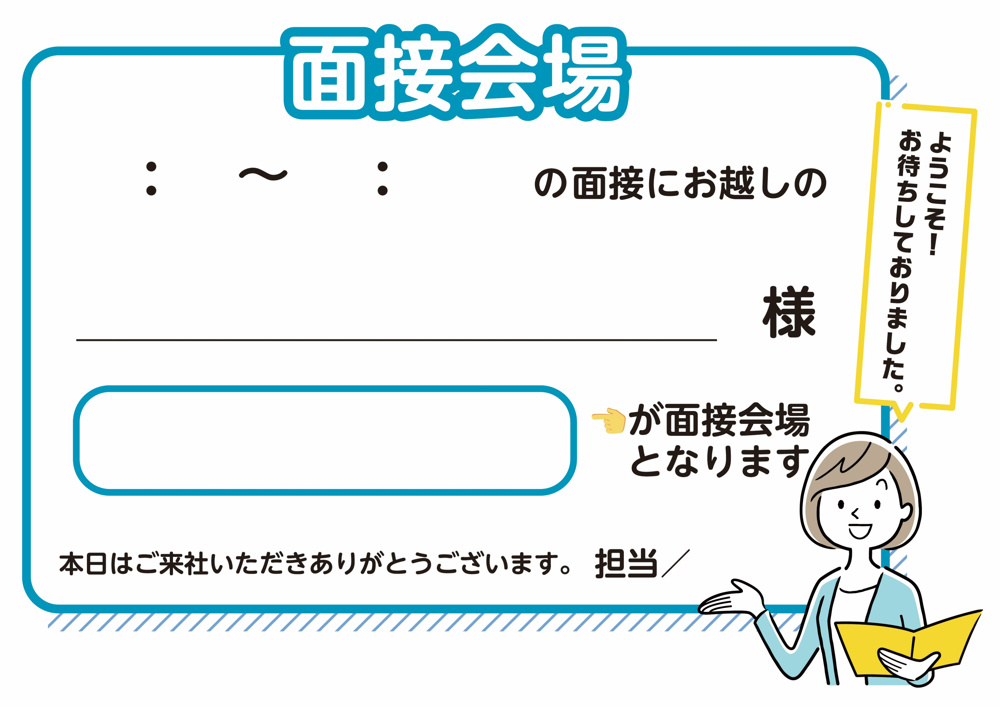 面接会場
： ～ ： の面接にお越しの
様
👈が面接会場
となります
本日はご来社いただきありがとうございます。 担当／
ようこそ！
お待ちしておりました。